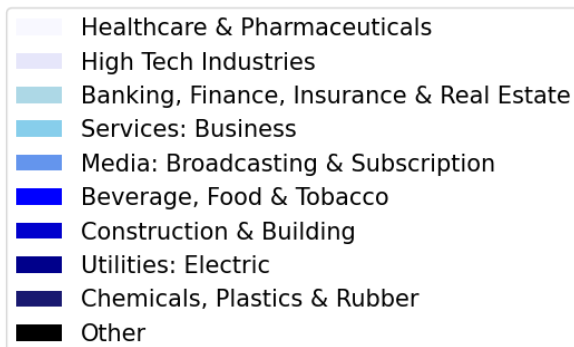 Healthcare & Pharmaceuticals
High Tech Industries
Banking, Finance, Insurance & Real Estate
Services: Business
Media: Broadcasting & Subscription
Beverage, Food & Tobacco
Construction & Building
Utilities: Electric
Chemicals, Plastics & Rubber
Other